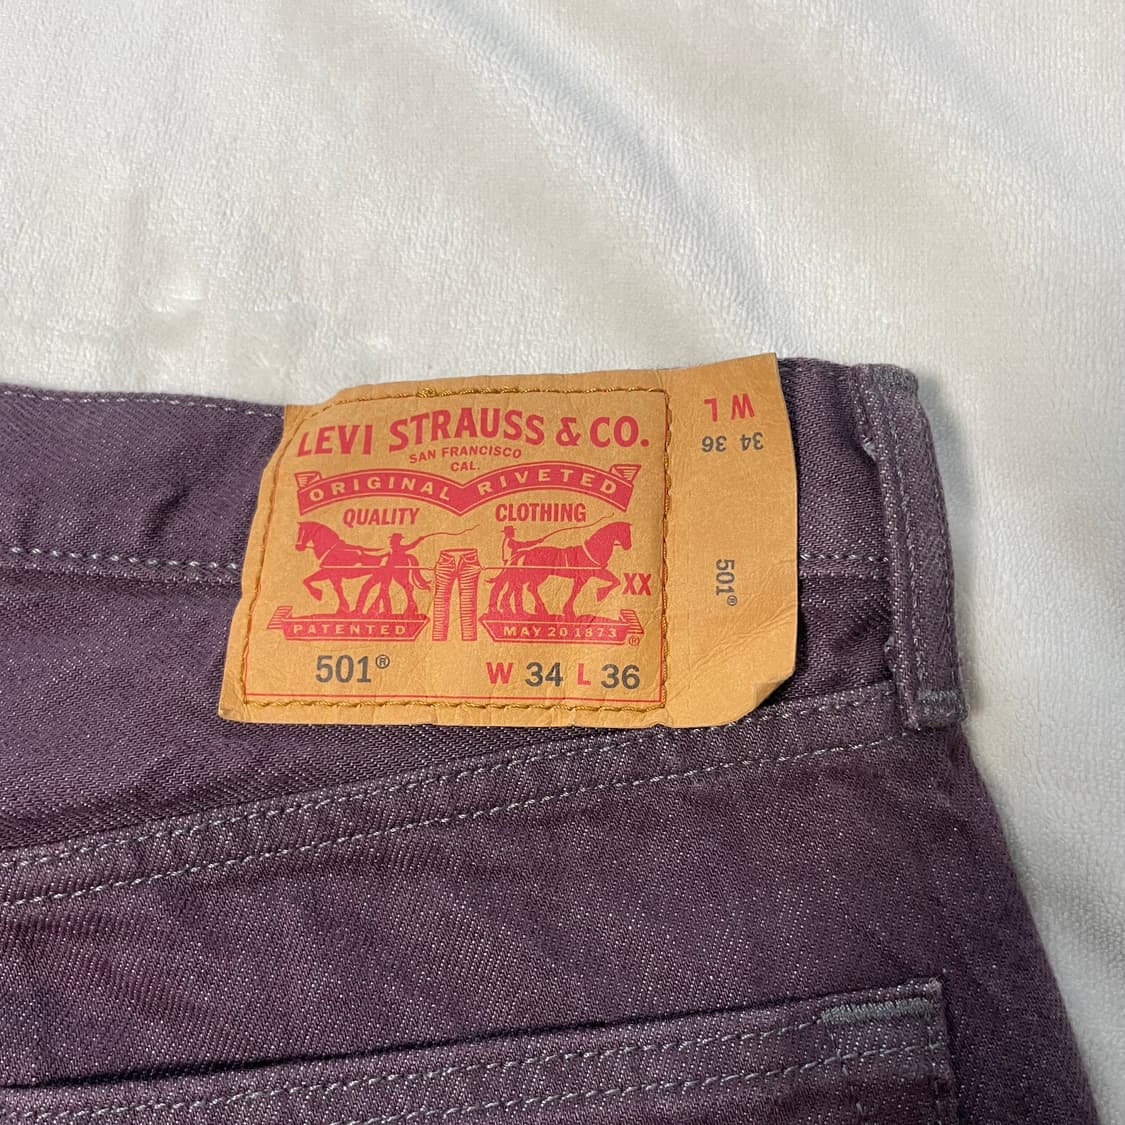 LEVI STRAUSS & CO.
SAN FRANCISCO
CAL.
ORIGINAL RIVETED
QUALITY CLOTHING
XX
PATENTED MAY 20 1873 ®
501® W 34 L 36
W L
34 36
501®